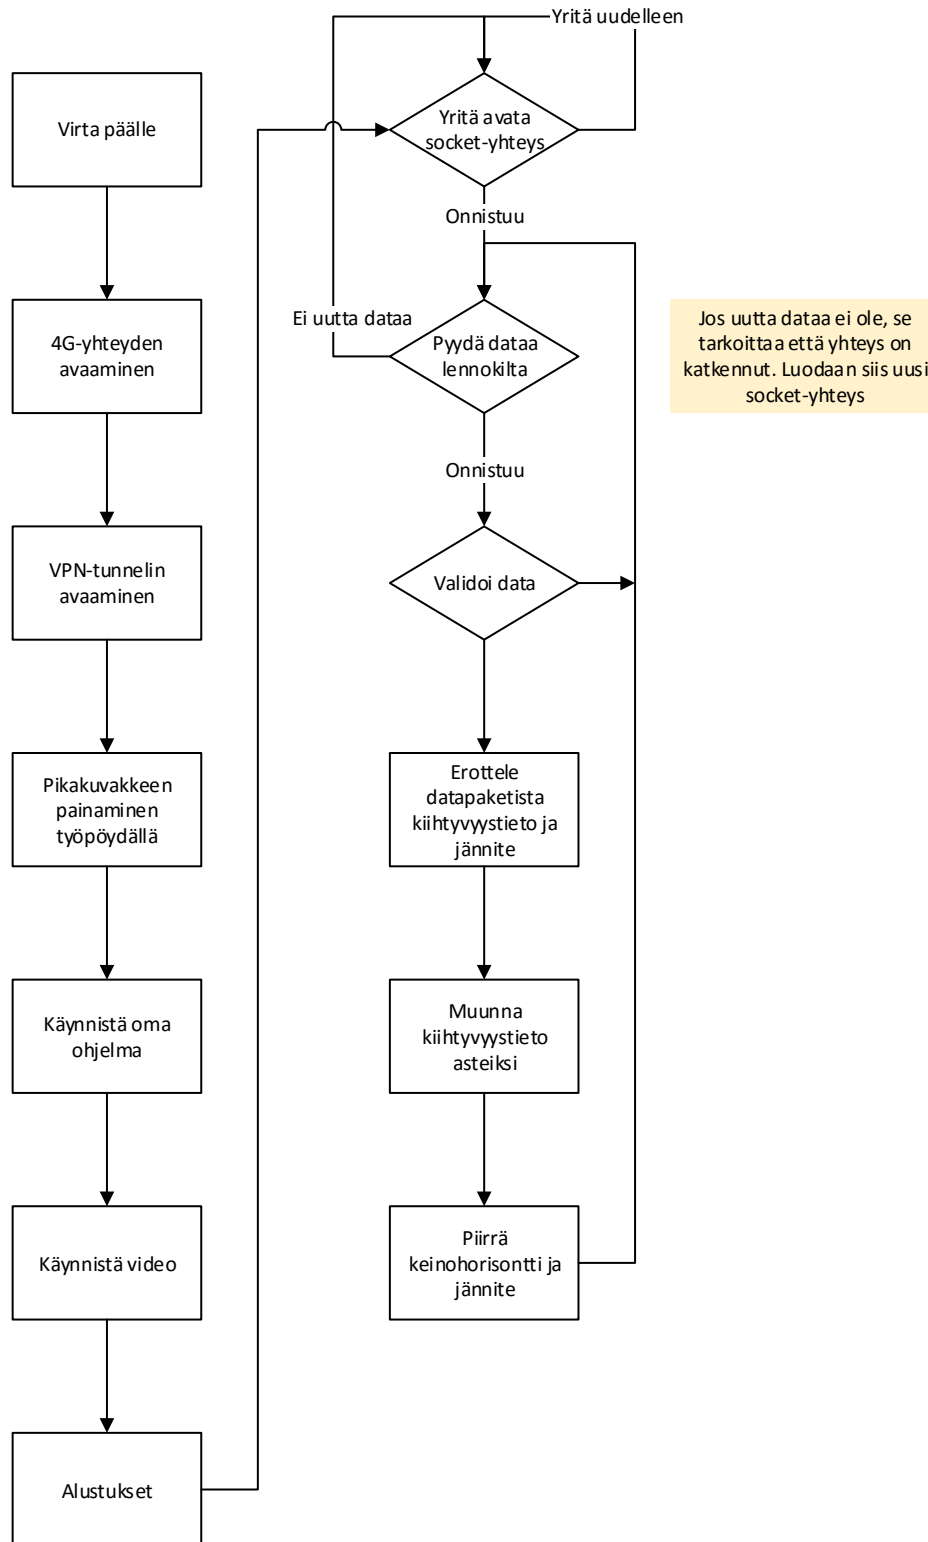 Virta päälle
4G-yhteyden
avaaminen
VPN-tunnelin
avaaminen
Pikakuvakkeen
painaminen
työpöydällä
Käynnistä oma
ohjelma
Käynnistä video
Alustukset
Yritä uudelleen
Yritä avata
socket-yhteys
Onnistuu
Ei uutta dataa
Pyydä dataa
lennokilta
Onnistuu
Validoi data
Erottele
datapaketista
kiihtyvyystieto ja
jännite
Muunna
kiihtyvyystieto
asteiksi
Piirrä
keinohorisontti ja
jännite
Jos uutta dataa ei ole, se
tarkoittaa että yhteys on
katkennut. Luodaan siis uusi
socket-yhteys